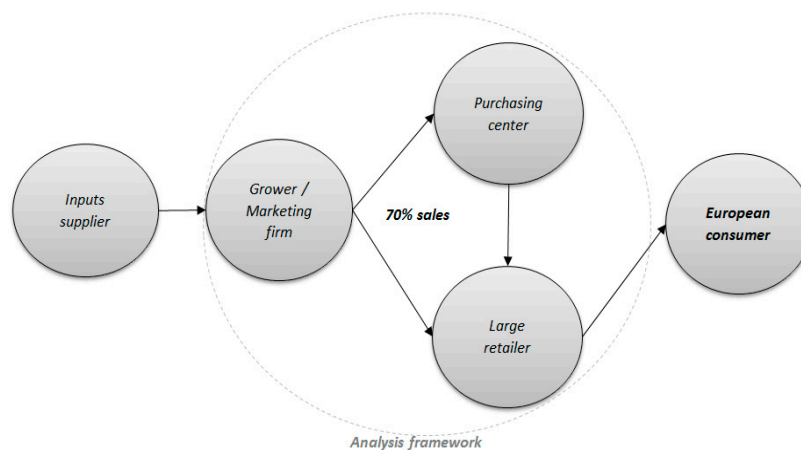 Inputs
supplier
Grower /
Marketing
firm
Purchasing
center
70% sales
Large
retailer
European
consumer
Analysis framework